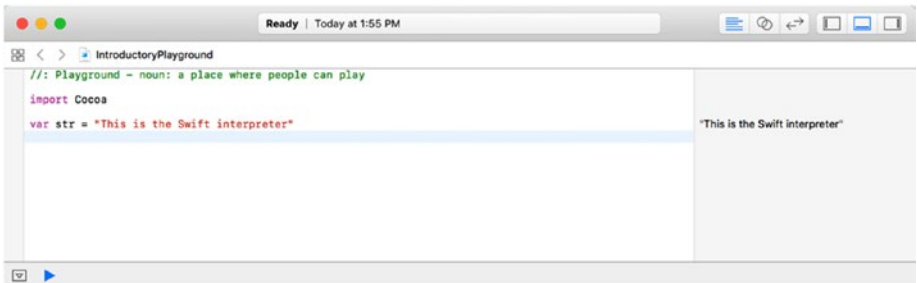 Ready | Today at 1:55 PM
IntroductoryPlayground
//: Playground – noun: a place where people can play
import Cocoa
var str = "This is the Swift interpreter"
"This is the Swift interpreter"